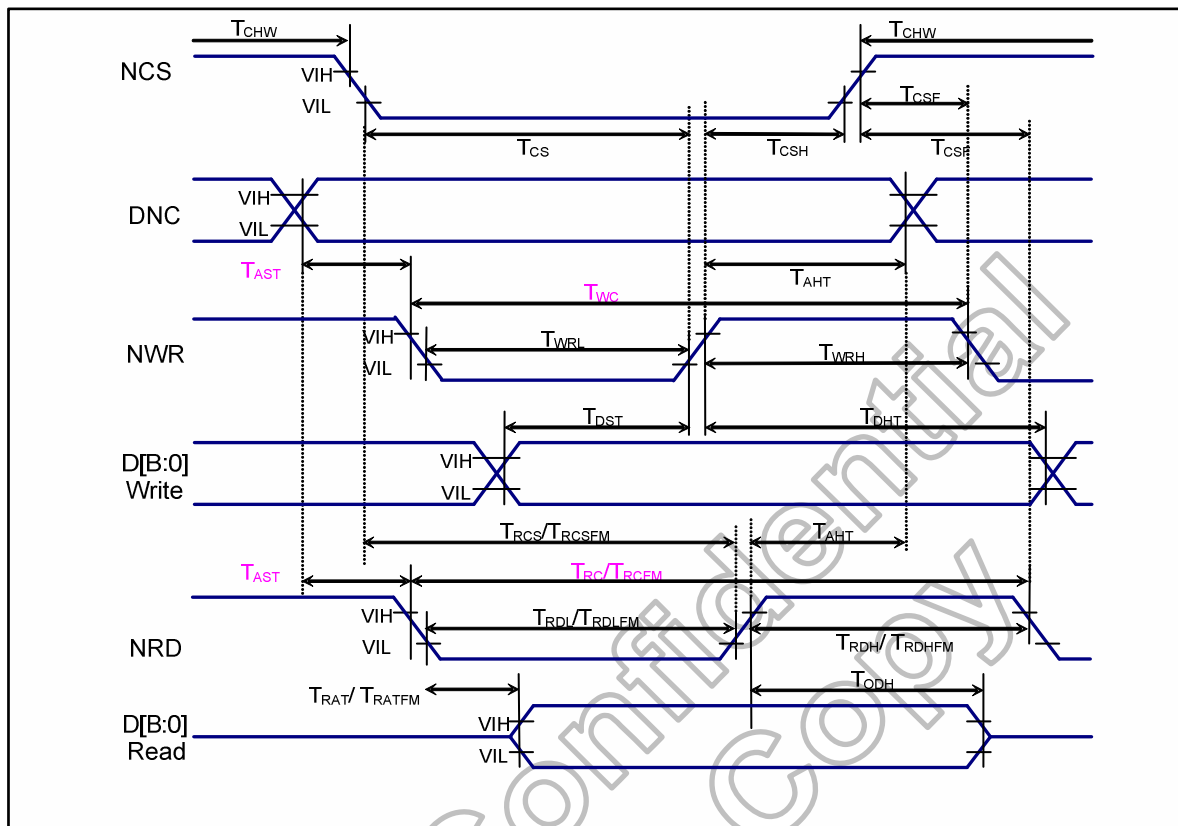 TCHW TCHW
NCS
VIH
VIL
TCSF
TCS TCSH TCSF
DNC
VIH
VIL
TAST TAHT
TWC
NWR
VIH
VIL
TWRL TWRH
TDST TDHT
D[B:0]
Write
VIH
VIL
TRCS/TRCSFM TAHT
TAST TRC/TRCFM
NRD
VIH
VIL
TRDL/TRDLFM TRDH/ TRDHFM
TRAT/ TRATFM TODH
D[B:0]
Read
VIH
VIL
Confidential
Copy